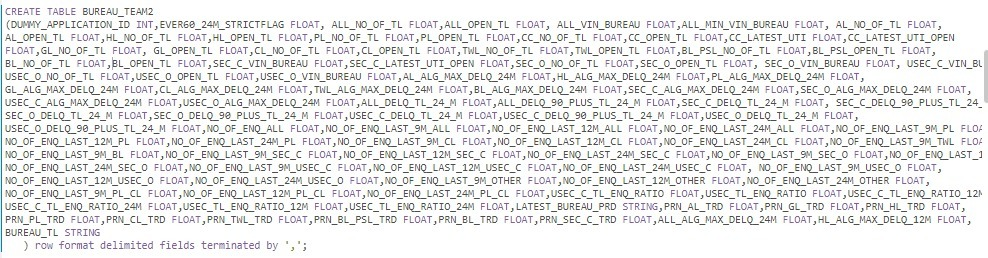 CREATE TABLE BUREAU_TEAM2
(DUMMY_APPLICATION_ID INT,EVER60_24M_STRICTFLAG FLOAT, ALL_NO_OF_TL FLOAT,ALL_OPEN_TL FLOAT, ALL_VIN_BUREAU FLOAT,ALL_MIN_VIN_BUREAU FLOAT, AL_NO_OF_TL FLOAT,
AL_OPEN_TL FLOAT,HL_NO_OF_TL FLOAT,HL_OPEN_TL FLOAT,PL_NO_OF_TL FLOAT,PL_OPEN_TL FLOAT,CC_NO_OF_TL FLOAT,CC_OPEN_TL FLOAT,CC_LATEST_UTI FLOAT,CC_LATEST_UTI_OPEN
FLOAT,GL_NO_OF_TL FLOAT, GL_OPEN_TL FLOAT,CL_NO_OF_TL FLOAT,CL_OPEN_TL FLOAT,TWL_NO_OF_TL FLOAT,TWL_OPEN_TL FLOAT,BL_PSL_NO_OF_TL FLOAT,BL_PSL_OPEN_TL FLOAT,
BL_NO_OF_TL FLOAT,BL_OPEN_TL FLOAT,SEC_C_VIN_BUREAU FLOAT,SEC_C_LATEST_UTI_OPEN FLOAT,SEC_O_NO_OF_TL FLOAT,SEC_O_OPEN_TL FLOAT, SEC_O_VIN_BUREAU FLOAT, USEC_C_VIN_BU
USEC_O_NO_OF_TL FLOAT,USEC_O_OPEN_TL FLOAT,USEC_O_VIN_BUREAU FLOAT,AL_ALG_MAX_DELQ_24M FLOAT,HL_ALG_MAX_DELQ_24M FLOAT,PL_ALG_MAX_DELQ_24M FLOAT,
GL_ALG_MAX_DELQ_24M FLOAT,CL_ALG_MAX_DELQ_24M FLOAT,TWL_ALG_MAX_DELQ_24M FLOAT,BL_ALG_MAX_DELQ_24M FLOAT,SEC_C_ALG_MAX_DELQ_24M FLOAT,SEC_O_ALG_MAX_DELQ_24M FLOAT,
USEC_C_ALG_MAX_DELQ_24M FLOAT,USEC_O_ALG_MAX_DELQ_24M FLOAT,ALL_DELQ_TL_24_M FLOAT,ALL_DELQ_90_PLUS_TL_24_M FLOAT,SEC_C_DELQ_TL_24_M FLOAT, SEC_C_DELQ_90_PLUS_TL_24_
SEC_O_DELQ_TL_24_M FLOAT,SEC_O_DELQ_90_PLUS_TL_24_M FLOAT,USEC_C_DELQ_TL_24_M FLOAT,USEC_C_DELQ_90_PLUS_TL_24_M FLOAT,USEC_O_DELQ_TL_24_M FLOAT,
USEC_O_DELQ_90_PLUS_TL_24_M FLOAT,NO_OF_ENQ_ALL FLOAT,NO_OF_ENQ_LAST_9M_ALL FLOAT,NO_OF_ENQ_LAST_12M_ALL FLOAT,NO_OF_ENQ_LAST_24M_ALL FLOAT,NO_OF_ENQ_LAST_9M_PL FLOA
NO_OF_ENQ_LAST_12M_PL FLOAT,NO_OF_ENQ_LAST_24M_PL FLOAT,NO_OF_ENQ_LAST_9M_CL FLOAT,NO_OF_ENQ_LAST_12M_CL FLOAT,NO_OF_ENQ_LAST_24M_CL FLOAT,NO_OF_ENQ_LAST_9M_TWL FLOA
NO_OF_ENQ_LAST_9M_BL FLOAT,NO_OF_ENQ_LAST_9M_SEC_C FLOAT,NO_OF_ENQ_LAST_12M_SEC_C FLOAT,NO_OF_ENQ_LAST_24M_SEC_C FLOAT,NO_OF_ENQ_LAST_9M_SEC_O FLOAT,NO_OF_ENQ_LAST_1
NO_OF_ENQ_LAST_24M_SEC_O FLOAT,NO_OF_ENQ_LAST_9M_USEC_C FLOAT,NO_OF_ENQ_LAST_12M_USEC_C FLOAT,NO_OF_ENQ_LAST_24M_USEC_C FLOAT, NO_OF_ENQ_LAST_9M_USEC_O FLOAT,
NO_OF_ENQ_LAST_12M_USEC_O FLOAT,NO_OF_ENQ_LAST_24M_USEC_O FLOAT,NO_OF_ENQ_LAST_9M_OTHER FLOAT,NO_OF_ENQ_LAST_12M_OTHER FLOAT,NO_OF_ENQ_LAST_24M_OTHER FLOAT,
NO_OF_ENQ_LAST_9M_PL_CL FLOAT,NO_OF_ENQ_LAST_12M_PL_CL FLOAT,NO_OF_ENQ_LAST_24M_PL_CL FLOAT,USEC_C_TL_ENQ_RATIO FLOAT,USEC_TL_ENQ_RATIO FLOAT,USEC_C_TL_ENQ_RATIO_12M
USEC_C_TL_ENQ_RATIO_24M FLOAT,USEC_TL_ENQ_RATIO_12M FLOAT,USEC_TL_ENQ_RATIO_24M FLOAT,LATEST_BUREAU_PRD STRING,PRN_AL_TRD FLOAT,PRN_GL_TRD FLOAT,PRN_HL_TRD FLOAT,
PRN_PL_TRD FLOAT,PRN_CL_TRD FLOAT,PRN_TWL_TRD FLOAT,PRN_BL_PSL_TRD FLOAT,PRN_BL_TRD FLOAT,PRN_SEC_C_TRD FLOAT,ALL_ALG_MAX_DELQ_24M FLOAT,HL_ALG_MAX_DELQ_12M FLOAT,
BUREAU_TL STRING
) row format delimited fields terminated by ',';